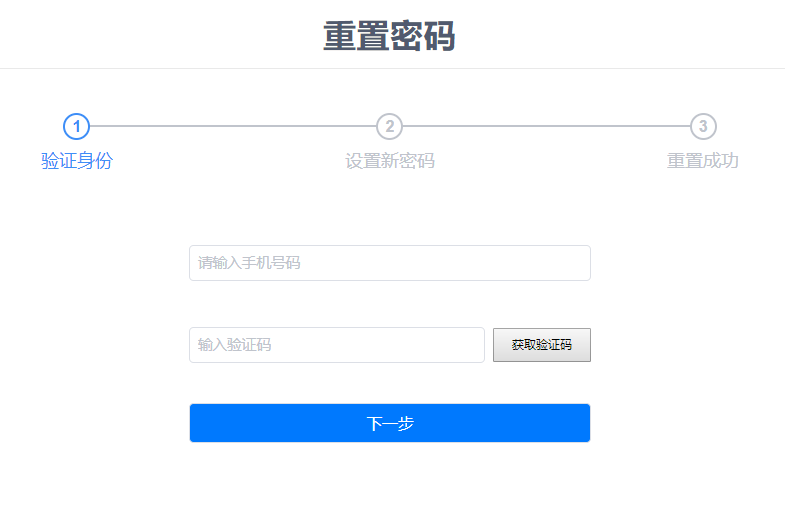 重置密码
1 2 3
验证身份 设置新密码 重置成功
请输入手机号码
输入验证码 获取验证码
下一步